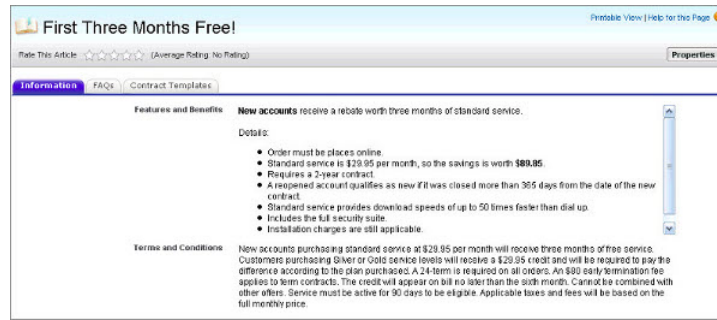 First Three Months Free!
Printable View | Help for this Page
Rate This Article (Average Rating: No Rating)
Properties
Information FAQs Contract Templates
Features and Benefits
New accounts receive a rebate worth three months of standard service.
Details:
Order must be places online.
Standard service is $29.95 per month, so the savings is worth $89.85.
Requires a 2-year contract.
A reopened account qualifies as new if it was closed more than 365 days from the date of the new
contract.
Standard service provides download speeds of up to 50 times faster than dial up.
Includes the full security suite.
Installation charges are still applicable.
Terms and Conditions
New accounts purchasing standard service at $29.95 per month will receive three months of free service.
Customers purchasing Silver or Gold service levels will receive a $29.95 credit and will be required to pay the
difference according to the plan purchased. A 24-term is required on all orders. An $80 early termination fee
applies to term contracts. The credit will appear on bill no later than the sixth month. Cannot be combined with
other offers. Service must be active for 90 days to be eligible. Applicable taxes and fees will be based on the
full monthly price.